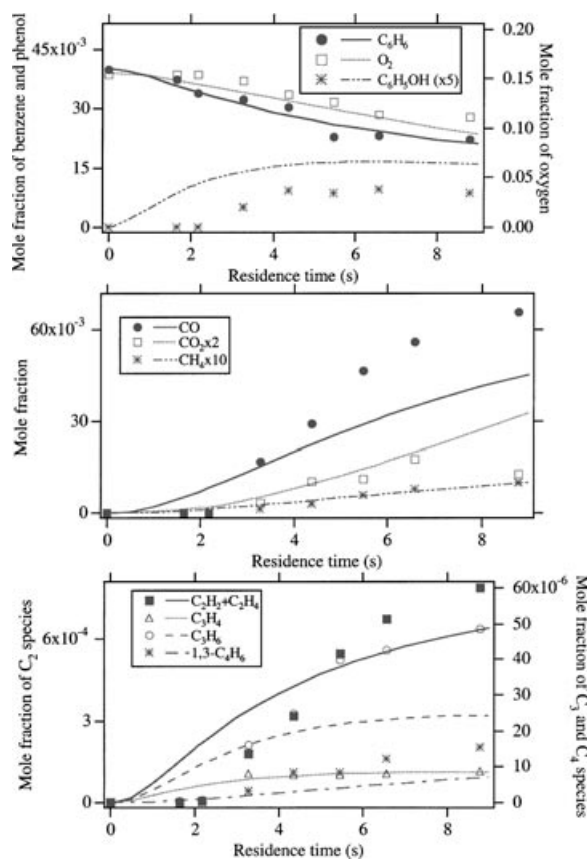 45x10⁻³
30
15
0
Mole fraction of benzene and phenol
C₆H₆
O₂
C₆H₅OH (x5)
0.20
0.15
0.10
0.05
0.00
Mole fraction of oxygen
0 2 4 6 8
Residence time (s)
60x10⁻³
30
0
Mole fraction
CO
CO₂x2
CH₄x10
0 2 4 6 8
Residence time (s)
6x10⁻⁴
3
0
Mole fraction of C₂ species
C₂H₂+C₂H₄
C₃H₄
C₃H₆
-1,3-C₄H₆
60x10⁻⁶
50
40
30
20
10
0
Mole fraction of C₃ and C₄ species
0 2 4 6 8
Residence time (s)